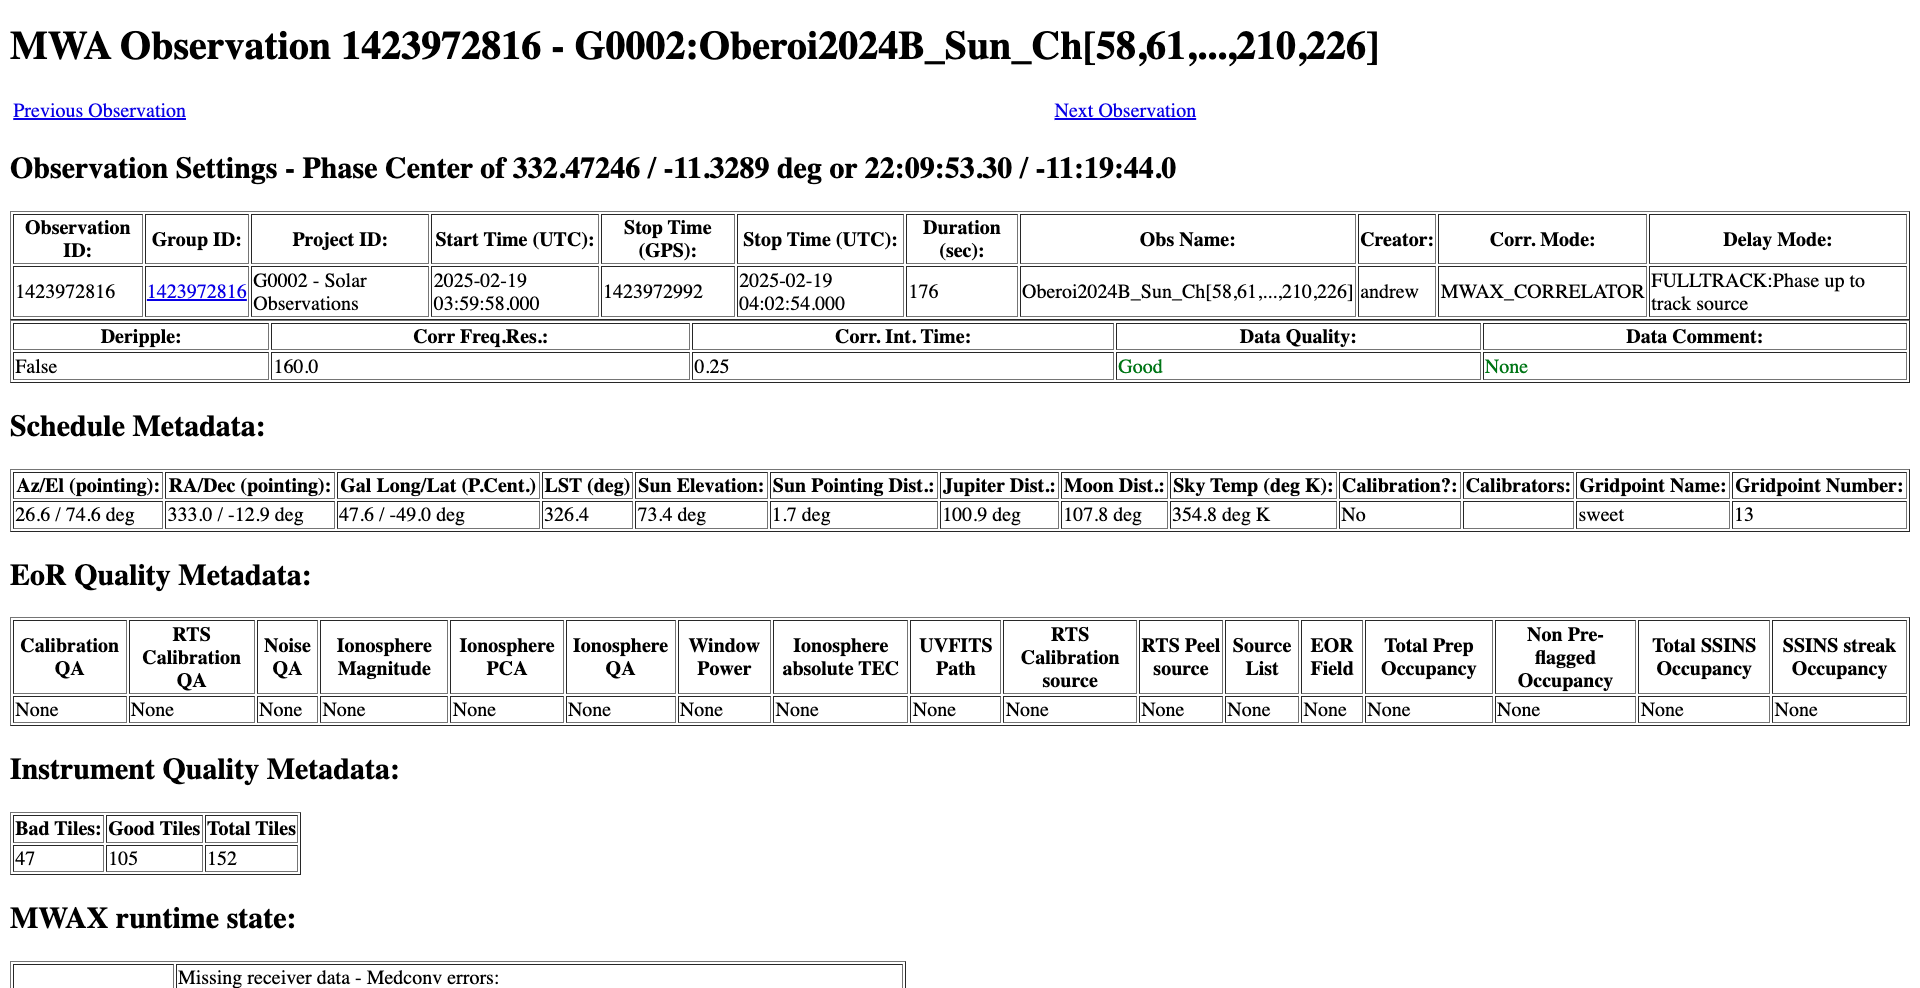 MWA Observation 1423972816 - G0002:Oberoi2024B_Sun_Ch[58,61,...,210,226]
Previous Observation Next Observation
Observation Settings - Phase Center of 332.47246 / -11.3289 deg or 22:09:53.30 / -11:19:44.0
Observation ID: Group ID: Project ID: Start Time (UTC): Stop Time (GPS): Stop Time (UTC): Duration (sec): Obs Name: Creator: Corr. Mode: Delay Mode:
1423972816 1423972816 G0002 - Solar Observations 2025-02-19 03:59:58.000 1423972992 2025-02-19 04:02:54.000 176 Oberoi2024B_Sun_Ch[58,61,...,210,226] andrew MWAX_CORRELATOR FULLTRACK:Phase up to track source
Deripple: Corr Freq.Res.: Corr. Int. Time: Data Quality: Data Comment:
False 160.0 0.25 Good None
Schedule Metadata:
Az/El (pointing): RA/Dec (pointing): Gal Long/Lat (P.Cent.) LST (deg) Sun Elevation: Sun Pointing Dist.: Jupiter Dist.: Moon Dist.: Sky Temp (deg K): Calibration?: Calibrators: Gridpoint Name: Gridpoint Number:
26.6 / 74.6 deg 333.0 / -12.9 deg 47.6 / -49.0 deg 326.4 73.4 deg 1.7 deg 100.9 deg 107.8 deg 354.8 deg K No sweet 13
EoR Quality Metadata:
Calibration QA RTS Calibration QA Noise QA Ionosphere Magnitude Ionosphere PCA Ionosphere QA Window Power Ionosphere absolute TEC UVFITS Path RTS Calibration source RTS Peel source Source List EOR Field Total Prep Occupancy Non Pre-flagged Occupancy Total SSINS Occupancy SSINS streak Occupancy
None None None None None None None None None None None None None None None None None
Instrument Quality Metadata:
Bad Tiles: Good Tiles Total Tiles
47 105 152
MWAX runtime state:
Missing receiver data - Medconv errors: